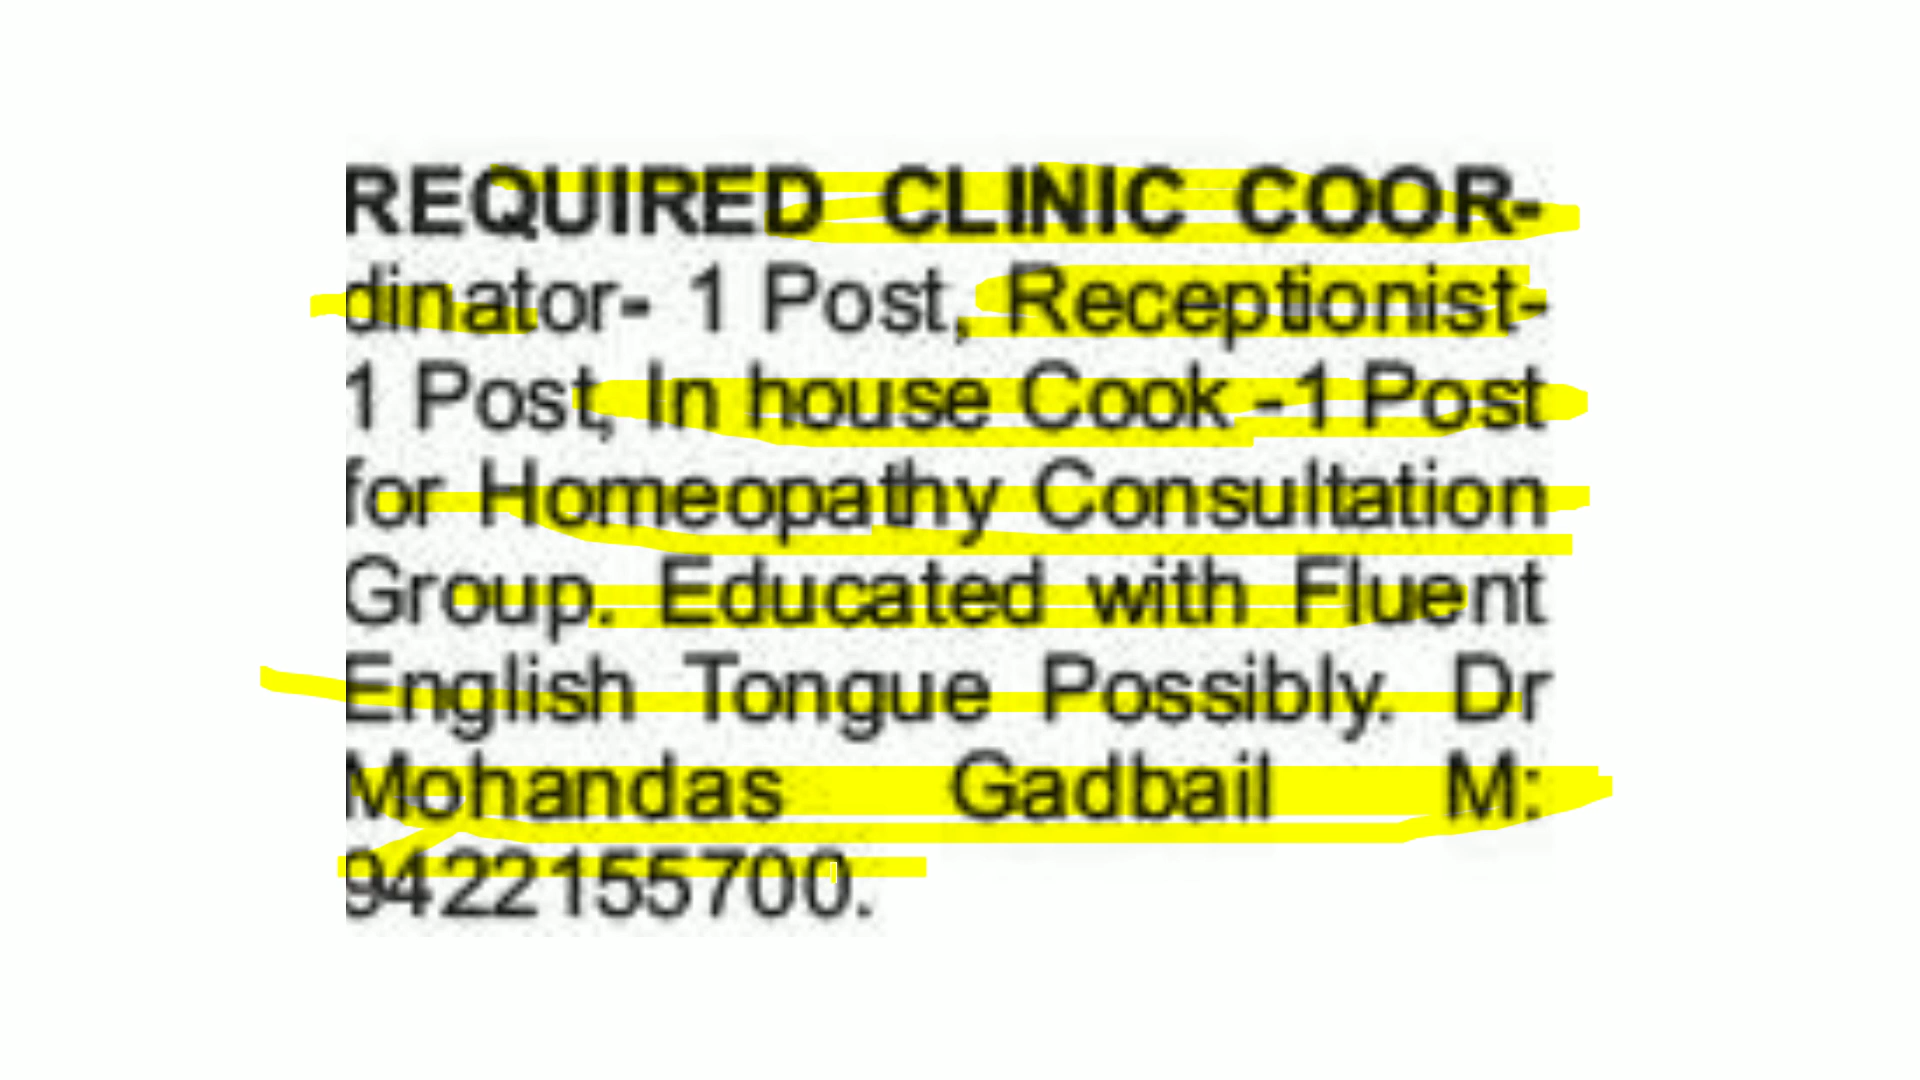 REQUIRED CLINIC COOR-
dinator- 1 Post, Receptionist-
1 Post, In house Cook -1 Post
for Homeopathy Consultation
Group. Educated with Fluent
English Tongue Possibly. Dr
Mohandas Gadbail M:
9422155700.